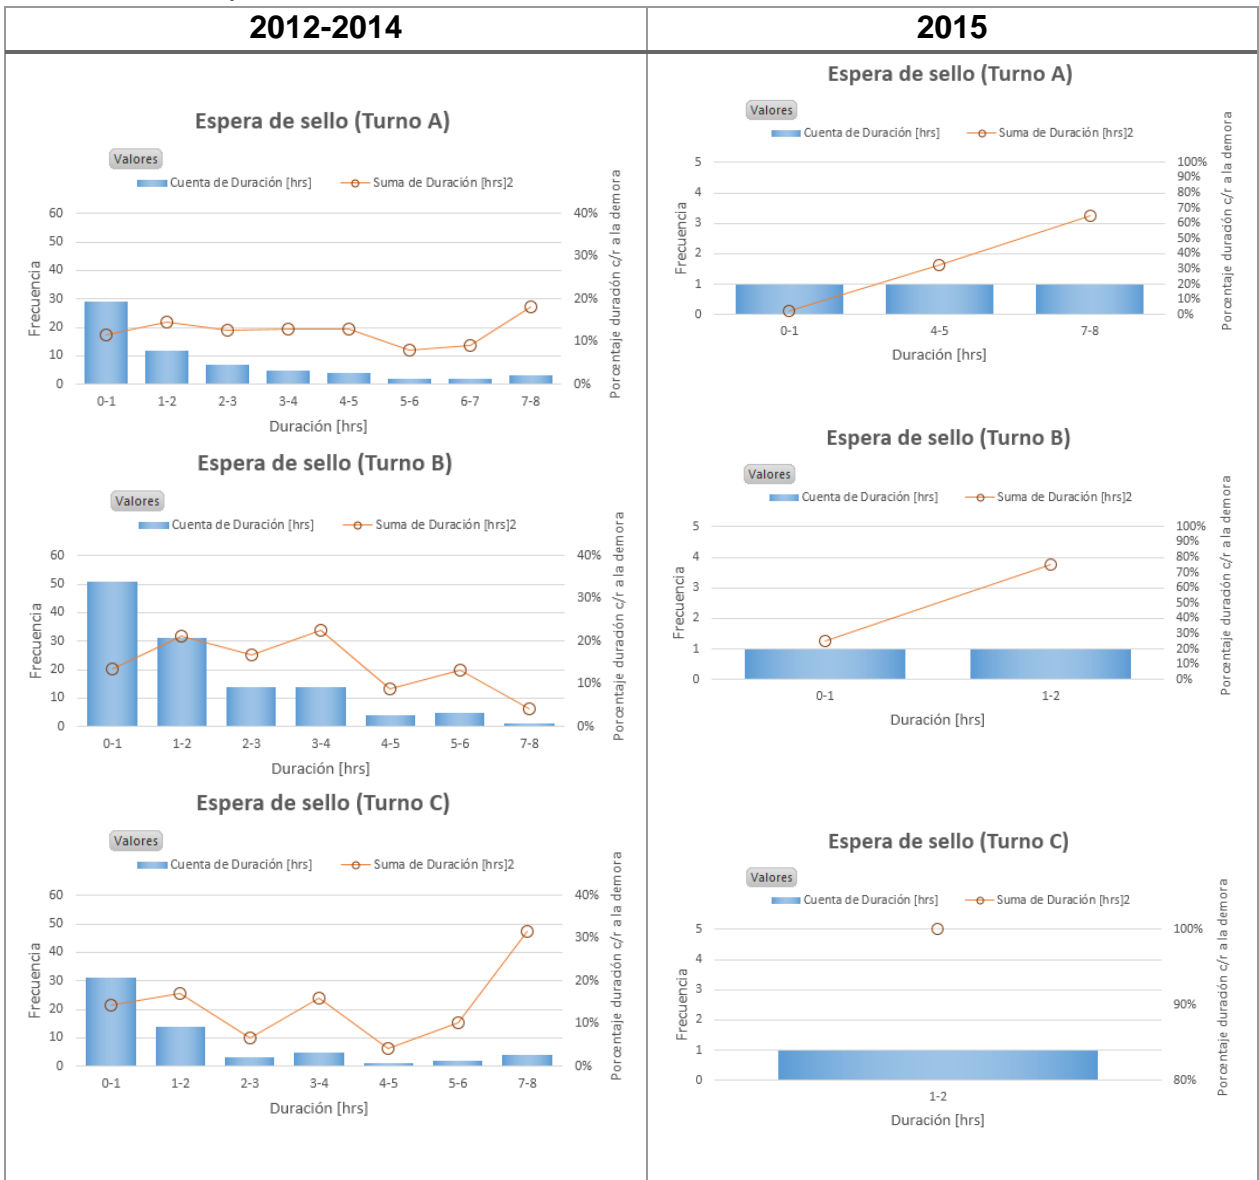 2012-2014
2015
Espera de sello (Turno A)
Valores
Cuenta de Duración [hrs]
Suma de Duración [hrs]2
Frecuencia
60
50
40
30
20
10
0
40%
30%
20%
10%
0%
Porcentaje duradón c/r a la demora
0-1 1-2 2-3 3-4 4-5 5-6 6-7 7-8
Duración [hrs]
Espera de sello (Turno B)
Valores
Cuenta de Duración [hrs]
Suma de Duración [hrs]2
Frecuencia
60
50
40
30
20
10
0
40%
30%
20%
10%
0%
Porcentaje duradón c/r a la demora
0-1 1-2 2-3 3-4 4-5 5-6 7-8
Duración [hrs]
Espera de sello (Turno C)
Valores
Cuenta de Duración [hrs]
Suma de Duración [hrs]2
Frecuencia
60
50
40
30
20
10
0
40%
30%
20%
10%
0%
Porcentaje duradón c/r a la demora
0-1 1-2 2-3 3-4 4-5 5-6 7-8
Duración [hrs]
Espera de sello (Turno A)
Valores
Cuenta de Duración [hrs]
Suma de Duración [hrs]2
Frecuencia
5
4
3
2
1
0
100%
90%
80%
70%
60%
50%
40%
30%
20%
10%
0%
Porcentaje duradón c/r a la demora
0-1 4-5 7-8
Duración [hrs]
Espera de sello (Turno B)
Valores
Cuenta de Duración [hrs]
Suma de Duración [hrs]2
Frecuencia
5
4
3
2
1
0
100%
90%
80%
70%
60%
50%
40%
30%
20%
10%
0%
Porcentaje duradón c/r a la demora
0-1 1-2
Duración [hrs]
Espera de sello (Turno C)
Valores
Cuenta de Duración [hrs]
Suma de Duración [hrs]2
Frecuencia
5
4
3
2
1
0
100%
90%
80%
Porcentaje duradón c/r a la demora
1-2
Duración [hrs]